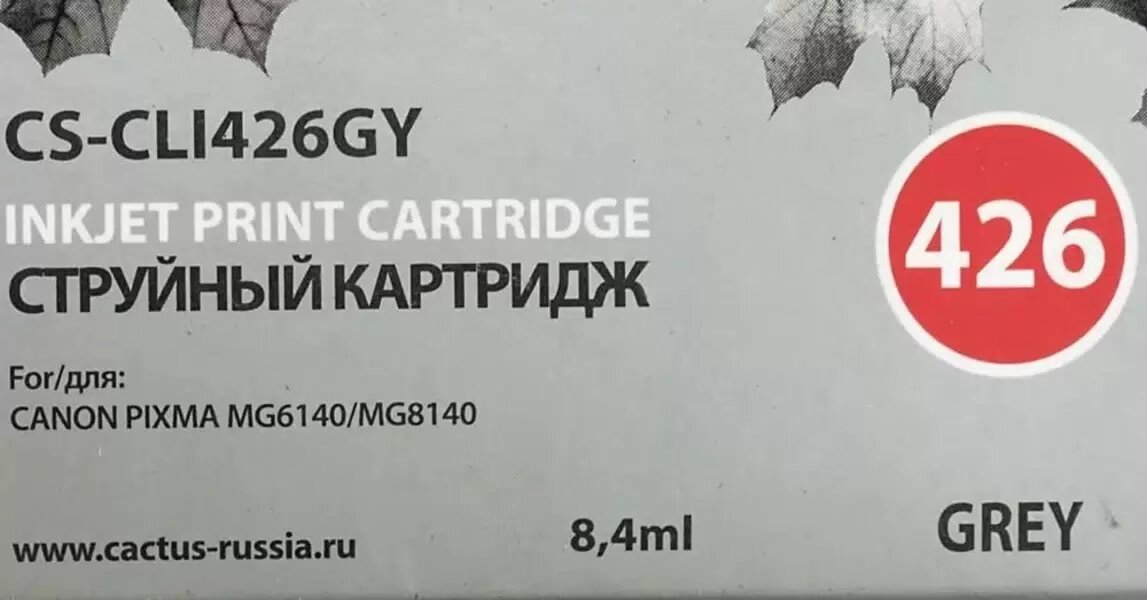 CS-CLI426GY
INKJET PRINT CARTRIDGE
СТРУЙНЫЙ КАРТРИДЖ
426
For/для:
CANON PIXMA MG6140/MG8140
www.cactus-russia.ru
8,4ml
GREY